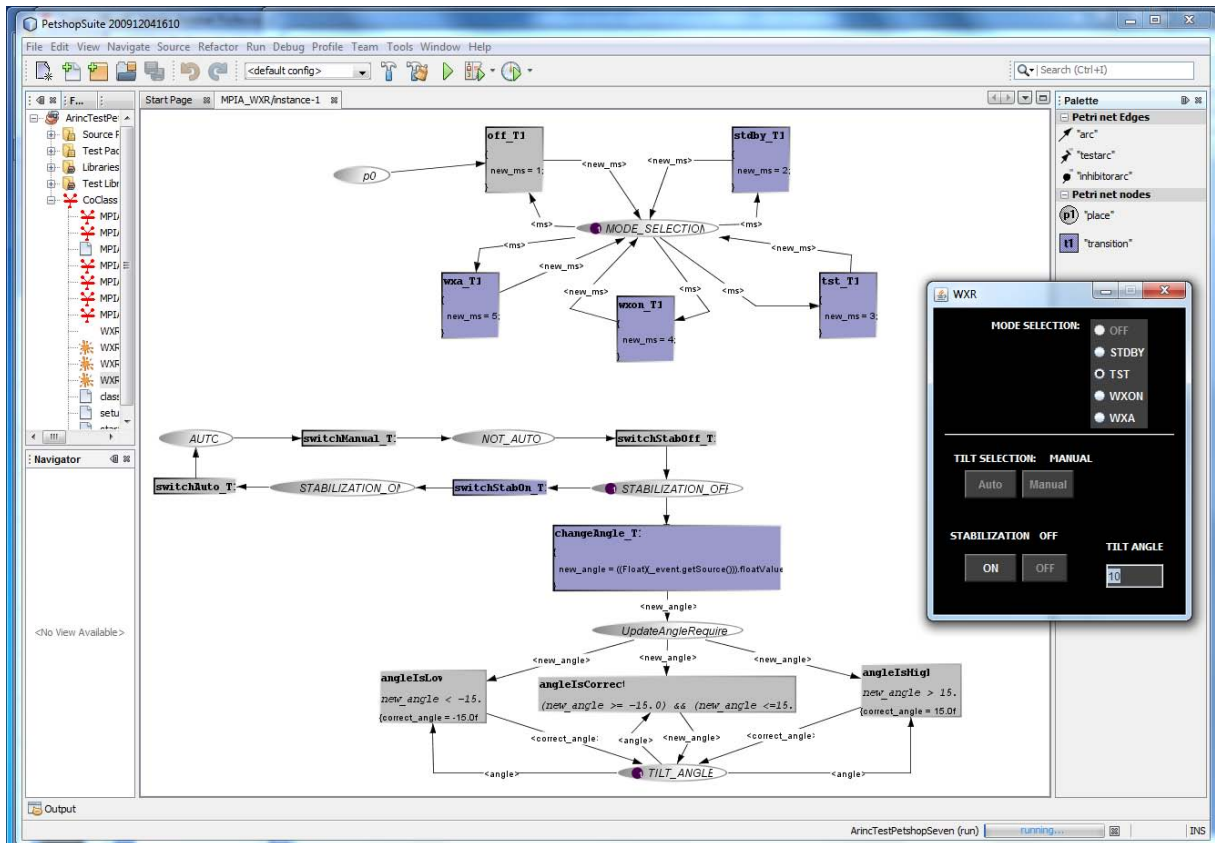 PetshopSuite 200912041610
File Edit View Navigate Source Refactor Run Debug Profile Team Tools Window Help
<default config>
Search (Ctrl+I)
F...
Start Page
MPIA_WXR/instance-1
Palette
ArincTestPe
Source F
Test Pac
Libraries
Test Libr
CoClass
MPI
MPI
MPI
MPI
MPI
MPI
MPI
WXR
WXR
WXR
WXR
class
setu
Navigator
<No View Available>
Petri net Edges
"arc"
"testarc"
"inhibitorarc"
Petri net nodes
p1 "place"
t1 "transition"
off_T1
{
new_ms = 1;
}
stdby_T1
{
new_ms = 2;
}
p0
<new_ms>
<new_ms>
<ms>
MODE_SELECTION
<ms>
<ms>
<new_ms>
<new_ms>
wxa_T1
{
new_ms = 5;
}
<new_ms>
<ms>
<ms>
wxon_T1
{
new_ms = 4;
}
tst_T1
{
new_ms = 3;
}
AUTO
switchManual_T
NOT_AUTO
switchStabOff_T
switchAuto_T
STABILIZATION_O
switchStabOn_T
STABILIZATION_OF
changeAngle_T
{
new_angle = ((Float)(_event.getSource())).floatValue
}
<new_angle>
UpdateAngleRequire
<new_angle>
<new_angle>
<new_angle>
angleIsLow
new_angle < -15.
{correct_angle = -15.0f
angleIsCorrect
(new_angle >= -15.0) && (new_angle <=15.
angleIsHigh
new_angle > 15.
{correct_angle = 15.0f
<correct_angle>
<angle>
<new_angle>
<correct_angle>
<angle>
TILT_ANGLE
<angle>
WXR
MODE SELECTION:
OFF
STDBY
TST
WXON
WXA
TILT SELECTION: MANUAL
Auto Manual
STABILIZATION OFF
TILT ANGLE
ON OFF
10
Output
ArincTestPetshopSeven (run)
running...
INS